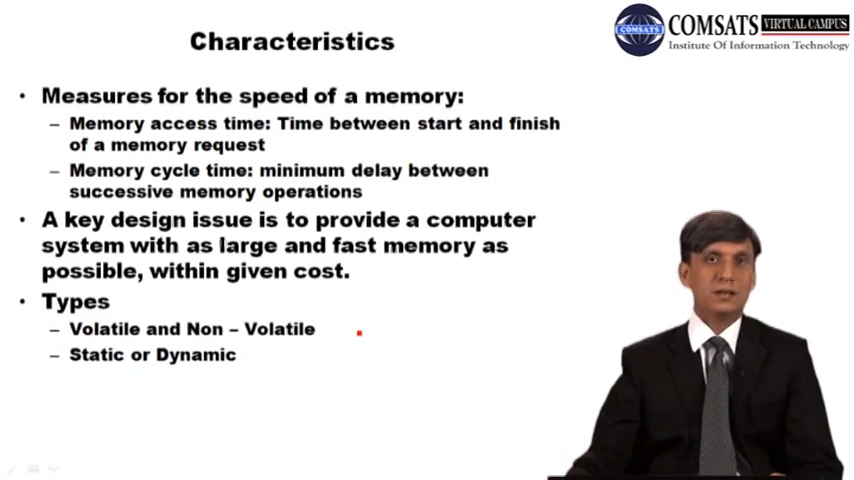 Characteristics
COMSATS VIRTUAL CAMPUS
COMSATS
Institute Of Information Technology
• Measures for the speed of a memory:
– Memory access time: Time between start and finish
of a memory request
– Memory cycle time: minimum delay between
successive memory operations
• A key design issue is to provide a computer
system with as large and fast memory as
possible, within given cost.
• Types
– Volatile and Non – Volatile
– Static or Dynamic